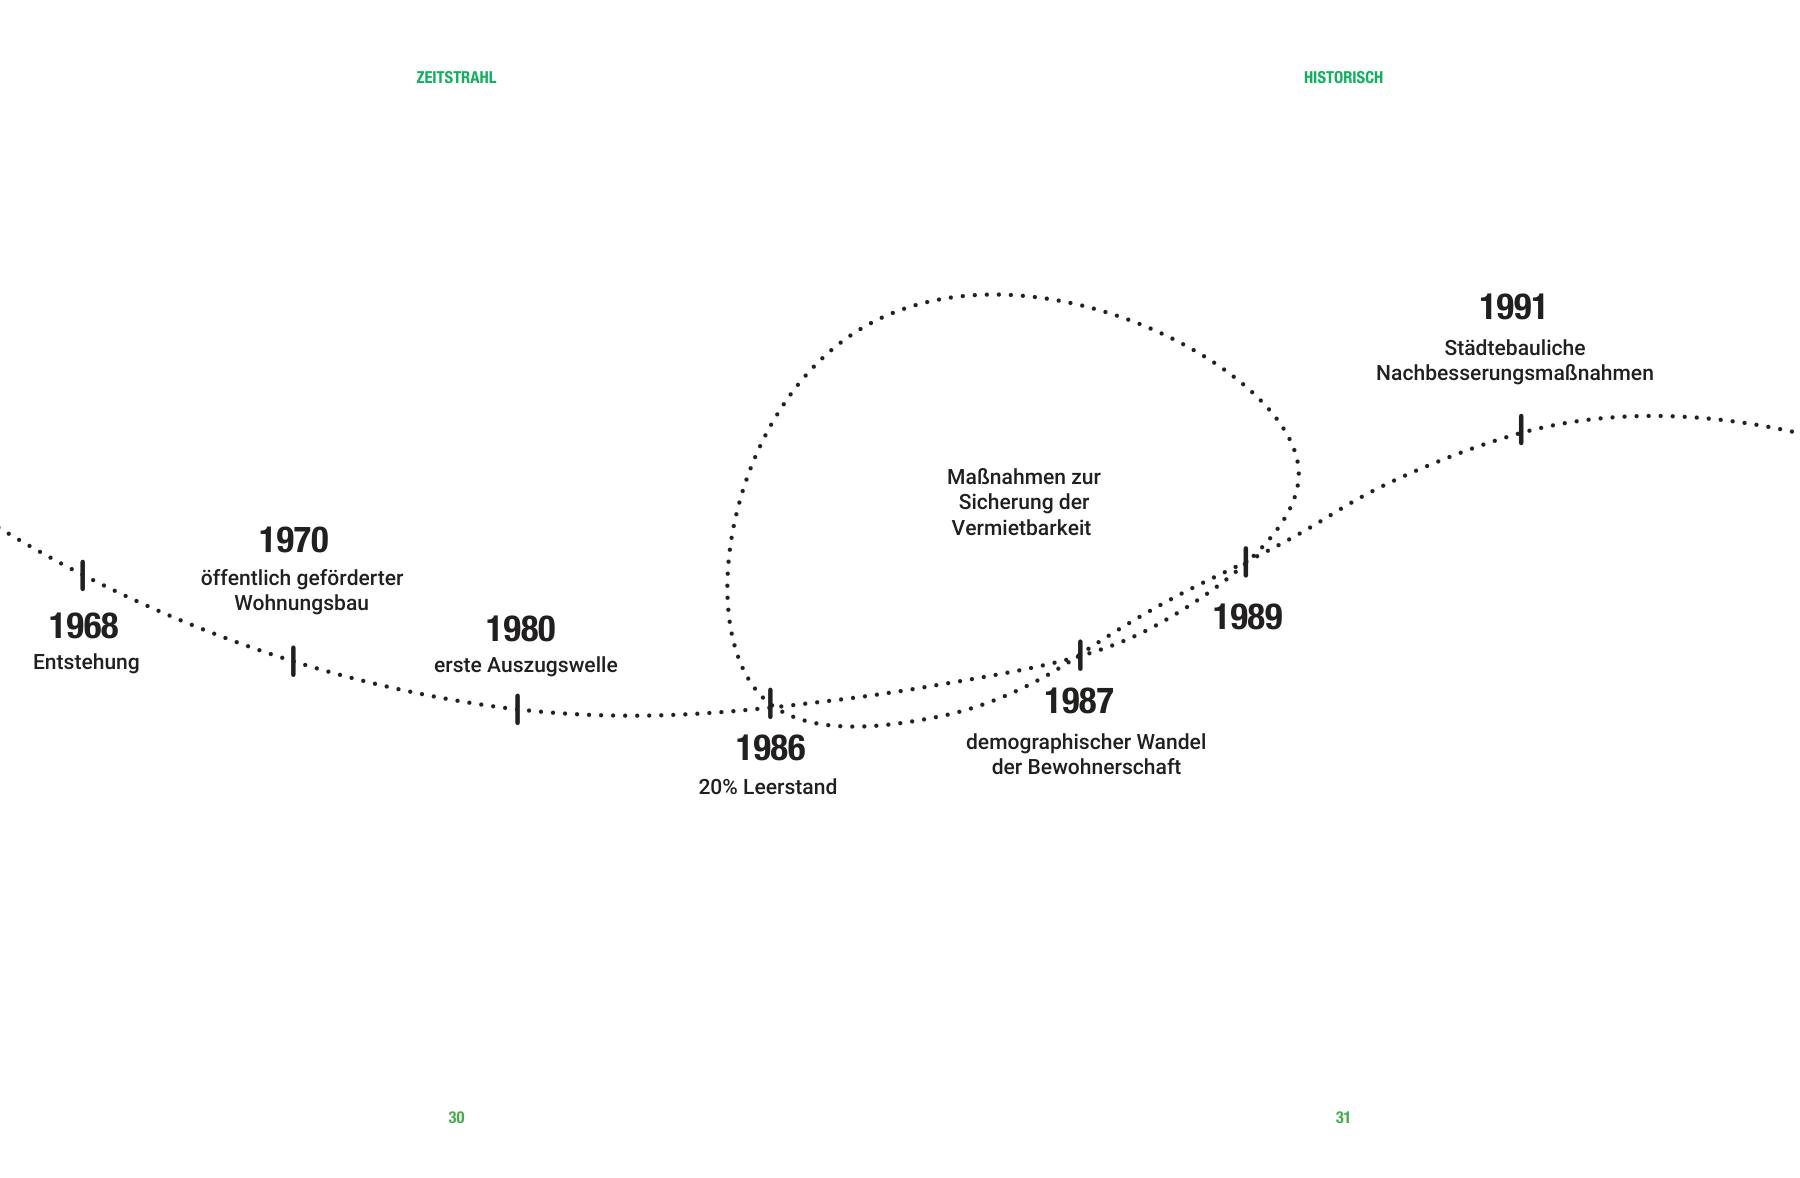 ZEITSTRAHL
HISTORISCH
1968
Entstehung
1970
öffentlich geförderter
Wohnungsbau
1980
erste Auszugswelle
1986
20% Leerstand
Maßnahmen zur
Sicherung der
Vermietbarkeit
1987
demographischer Wandel
der Bewohnerschaft
1989
1991
Städtebauliche
Nachbesserungsmaßnahmen
30
31